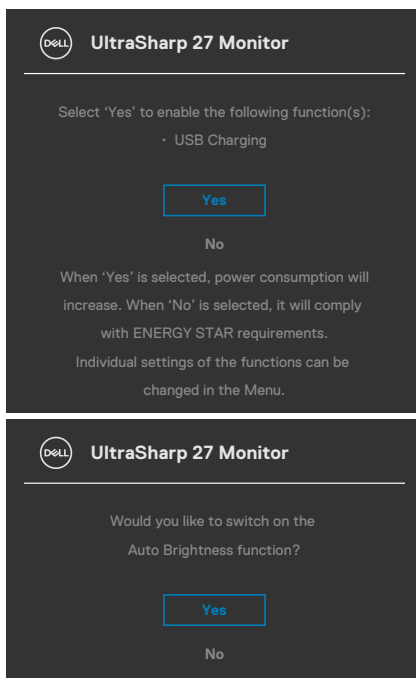 DELL
UltraSharp 27 Monitor
Select ‘Yes’ to enable the following function(s):
· USB Charging
Yes
No
When ‘Yes’ is selected, power consumption will
increase. When ‘No’ is selected, it will comply
with ENERGY STAR requirements.
Individual settings of the functions can be
changed in the Menu.
DELL
UltraSharp 27 Monitor
Would you like to switch on the
Auto Brightness function?
Yes
No